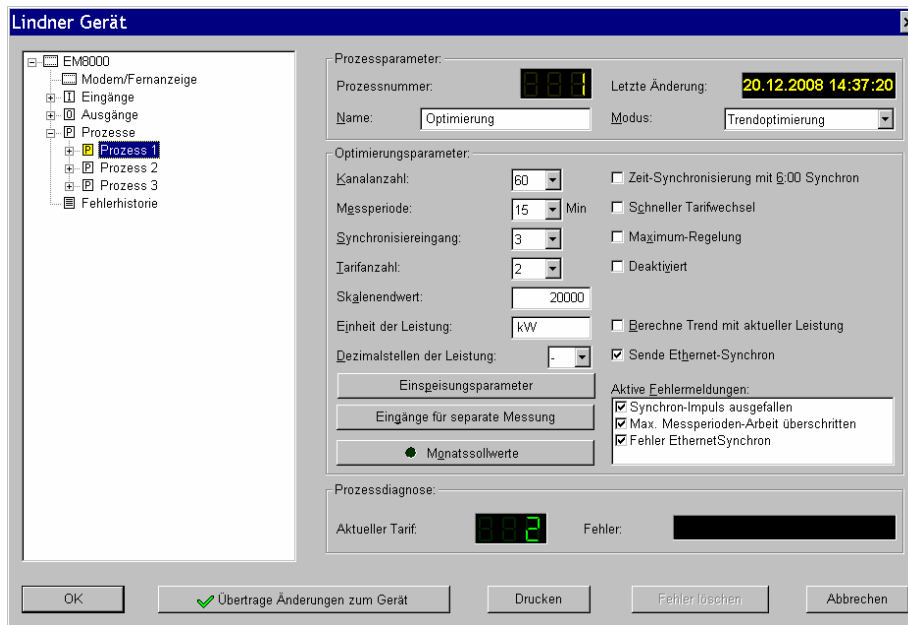 Lindner Gerät
EM8000
Modem/Fernanzeige
Eingänge
Ausgänge
Prozesse
Prozess 1
Prozess 2
Prozess 3
Fehlerhistorie
Prozessparameter:
Prozessnummer: 1
Letzte Änderung: 20.12.2008 14:37:20
Name: Optimierung
Modus: Trendoptimierung
Optimierungsparameter:
Kanalanzahl: 60
Zeit-Synchronisierung mit 6:00 Synchron
Messperiode: 15 Min
Schneller Tarifwechsel
Synchronisiereingang: 3
Maximum-Regelung
Tarifanzahl: 2
Deaktiviert
Skalenendwert: 20000
Einheit der Leistung: kW
Berechne Trend mit aktueller Leistung
Dezimalstellen der Leistung: -
Sende Ethernet-Synchron
Einspeisungsparameter
Eingänge für separate Messung
Monatssollwerte
Aktive Fehlermeldungen:
Synchron-Impuls ausgefallen
Max. Messperioden-Arbeit überschritten
Fehler EthernetSynchron
Prozessdiagnose:
Aktueller Tarif: 2
Fehler:
OK
Übertrage Änderungen zum Gerät
Drucken
Fehler löschen
Abbrechen